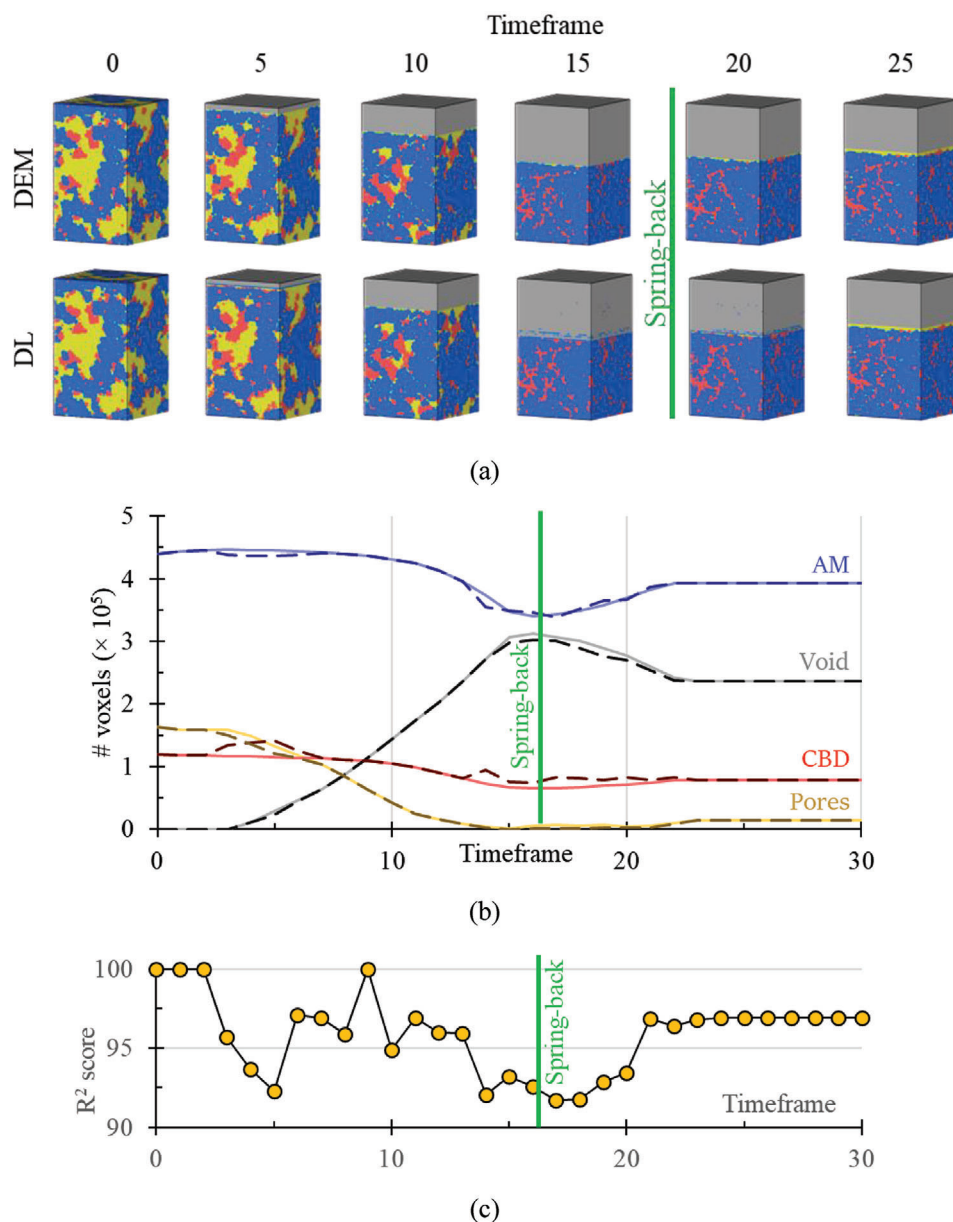 Timeframe
0 5 10 15 20 25
DEM
Spring-back
DL
(a)
5
4
3
2
1
0
# voxels (× 10⁵)
AM
Void
Spring-back
CBD
Pores
0 10 20 30
Timeframe
(b)
100
95
90
R² score
Spring-back
Timeframe
0 10 20 30
(c)